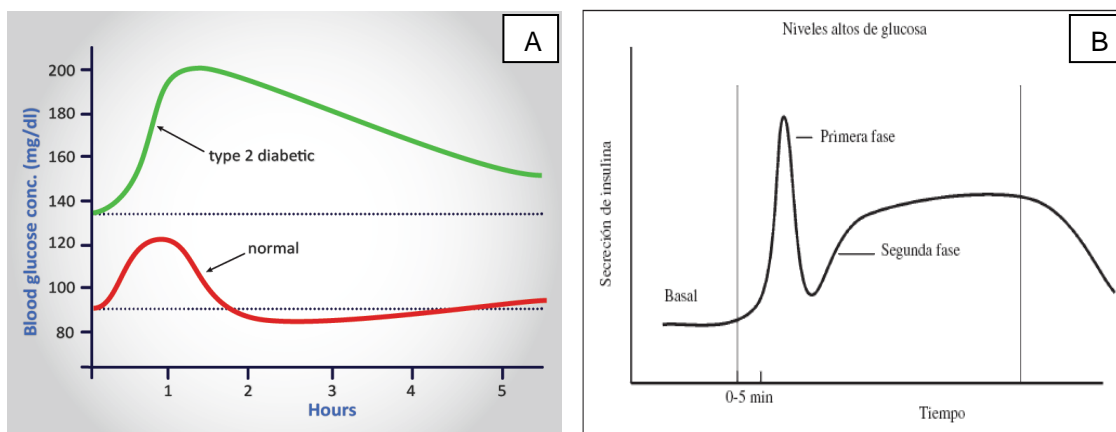 A
Blood glucose conc. (mg/dl)
200
180
160
140
120
100
80
type 2 diabetic
normal
1
2
3
4
5
Hours
B
Niveles altos de glucosa
Secreción de insulina
Primera fase
Segunda fase
Basal
0-5 min
Tiempo